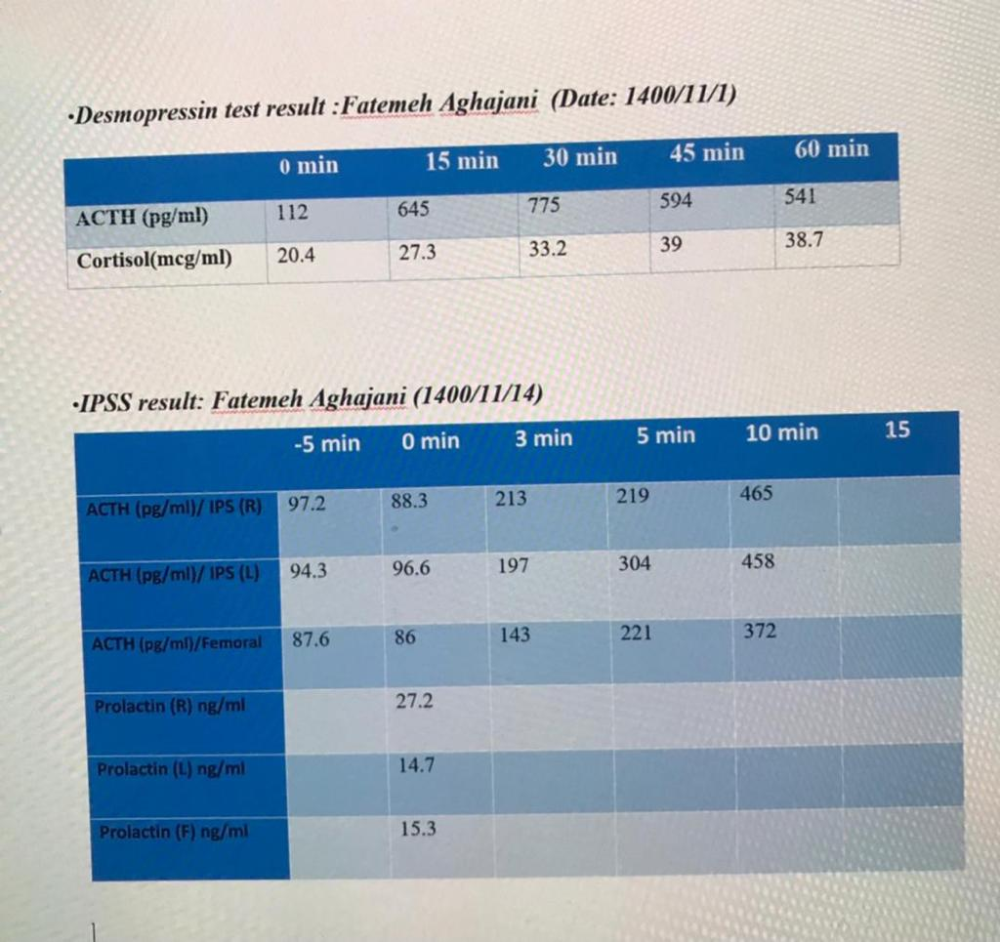 •Desmopressin test result :Fatemeh Aghajani (Date: 1400/11/1)
0 min 15 min 30 min 45 min 60 min
ACTH (pg/ml) 112 645 775 594 541
Cortisol(mcg/ml) 20.4 27.3 33.2 39 38.7
•IPSS result: Fatemeh Aghajani (1400/11/14)
-5 min 0 min 3 min 5 min 10 min 15
ACTH (pg/ml)/ IPS (R) 97.2 88.3 213 219 465
ACTH (pg/ml)/ IPS (L) 94.3 96.6 197 304 458
ACTH (pg/ml)/Femoral 87.6 86 143 221 372
Prolactin (R) ng/ml 27.2
Prolactin (L) ng/ml 14.7
Prolactin (F) ng/ml 15.3